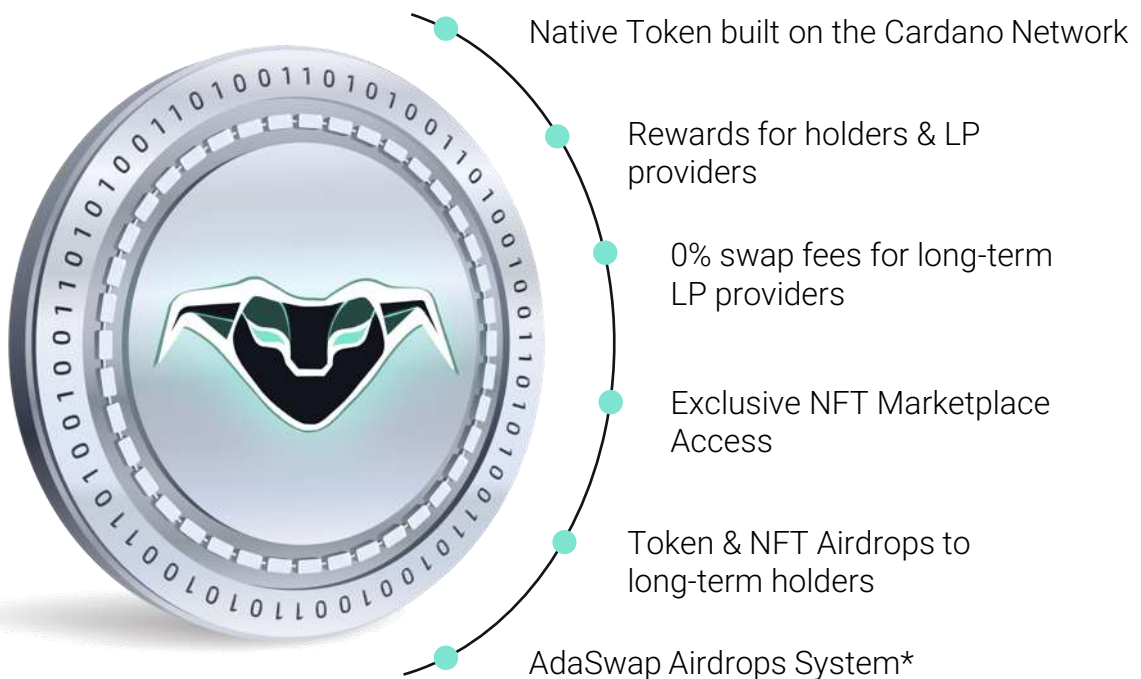 Native Token built on the Cardano Network
Rewards for holders & LP
providers
0% swap fees for long-term
LP providers
Exclusive NFT Marketplace
Access
Token & NFT Airdrops to
long-term holders
AdaSwap Airdrops System*